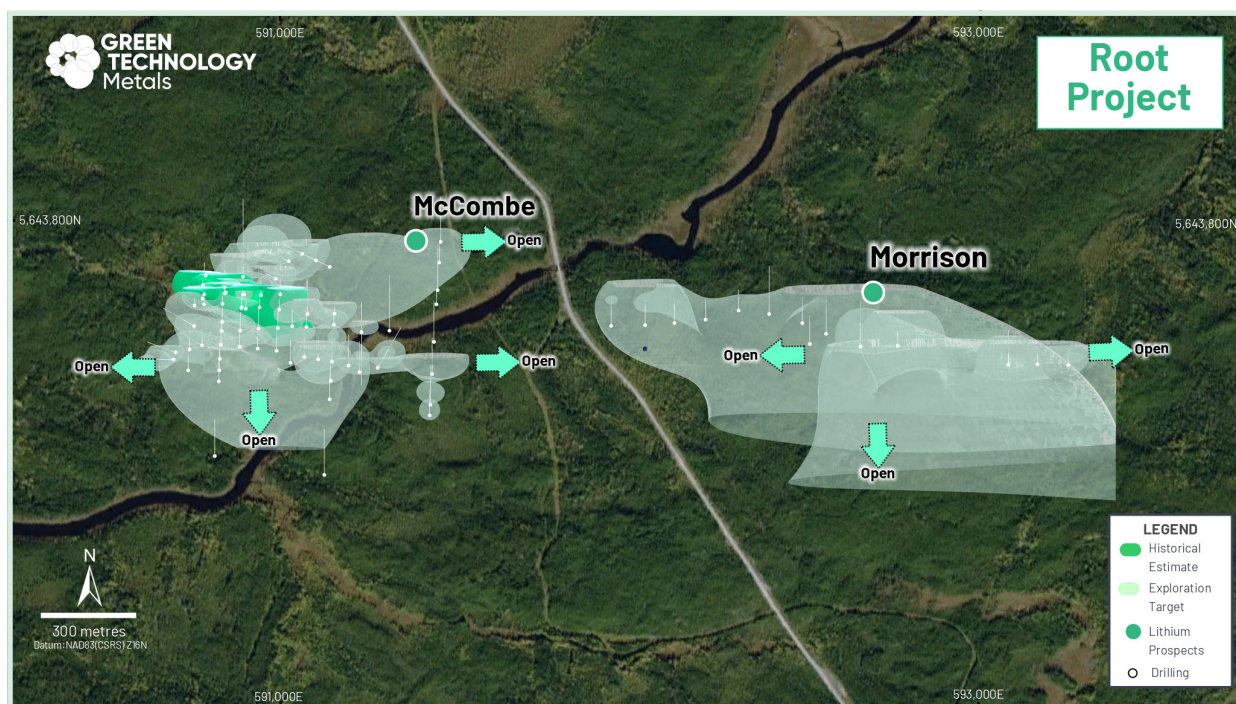 GREEN
TECHNOLOGY
Metals
591,000E
593,000E
Root
Project
McCombe
5,643,800N
5,643,800N
Open
Morrison
Open
Open
Open
Open
Open
Open
LEGEND
Historical
Estimate
Exploration
Target
Lithium
Prospects
Drilling
N
300 metres
Datum:NAD83(CSRS) Z16N
591,000E
593,000E